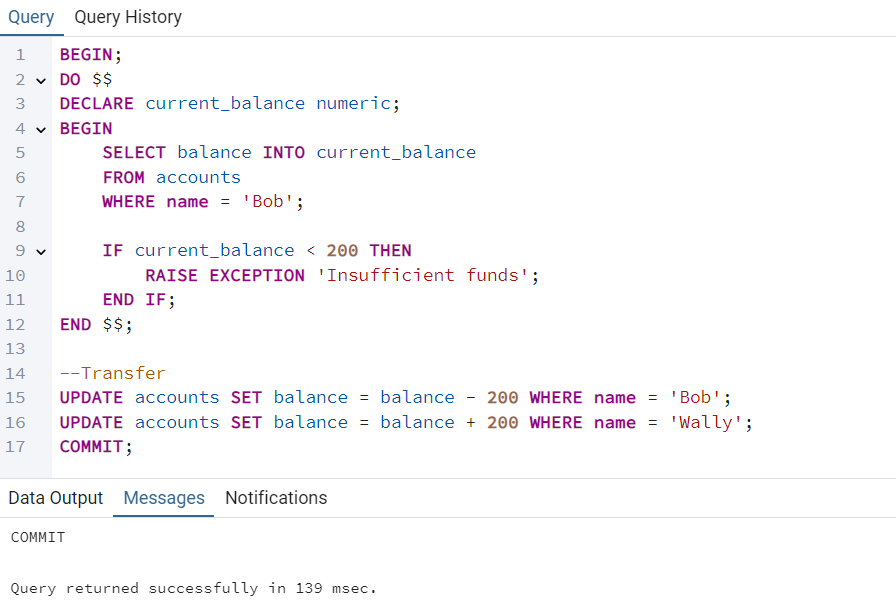 Query Query History
1 BEGIN;
2 DO $$
3 DECLARE current_balance numeric;
4 BEGIN
5 SELECT balance INTO current_balance
6 FROM accounts
7 WHERE name = 'Bob';
8
9 IF current_balance < 200 THEN
10 RAISE EXCEPTION 'Insufficient funds';
11 END IF;
12 END $$;
13
14 --Transfer
15 UPDATE accounts SET balance = balance - 200 WHERE name = 'Bob';
16 UPDATE accounts SET balance = balance + 200 WHERE name = 'Wally';
17 COMMIT;
Data Output Messages Notifications
COMMIT
Query returned successfully in 139 msec.